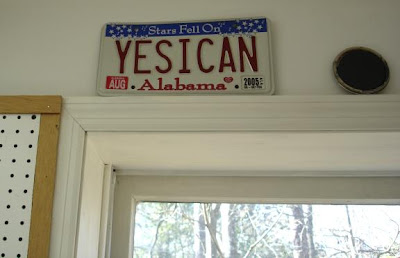 Stars Fell On
YESICAN
AUG
Alabama
2005